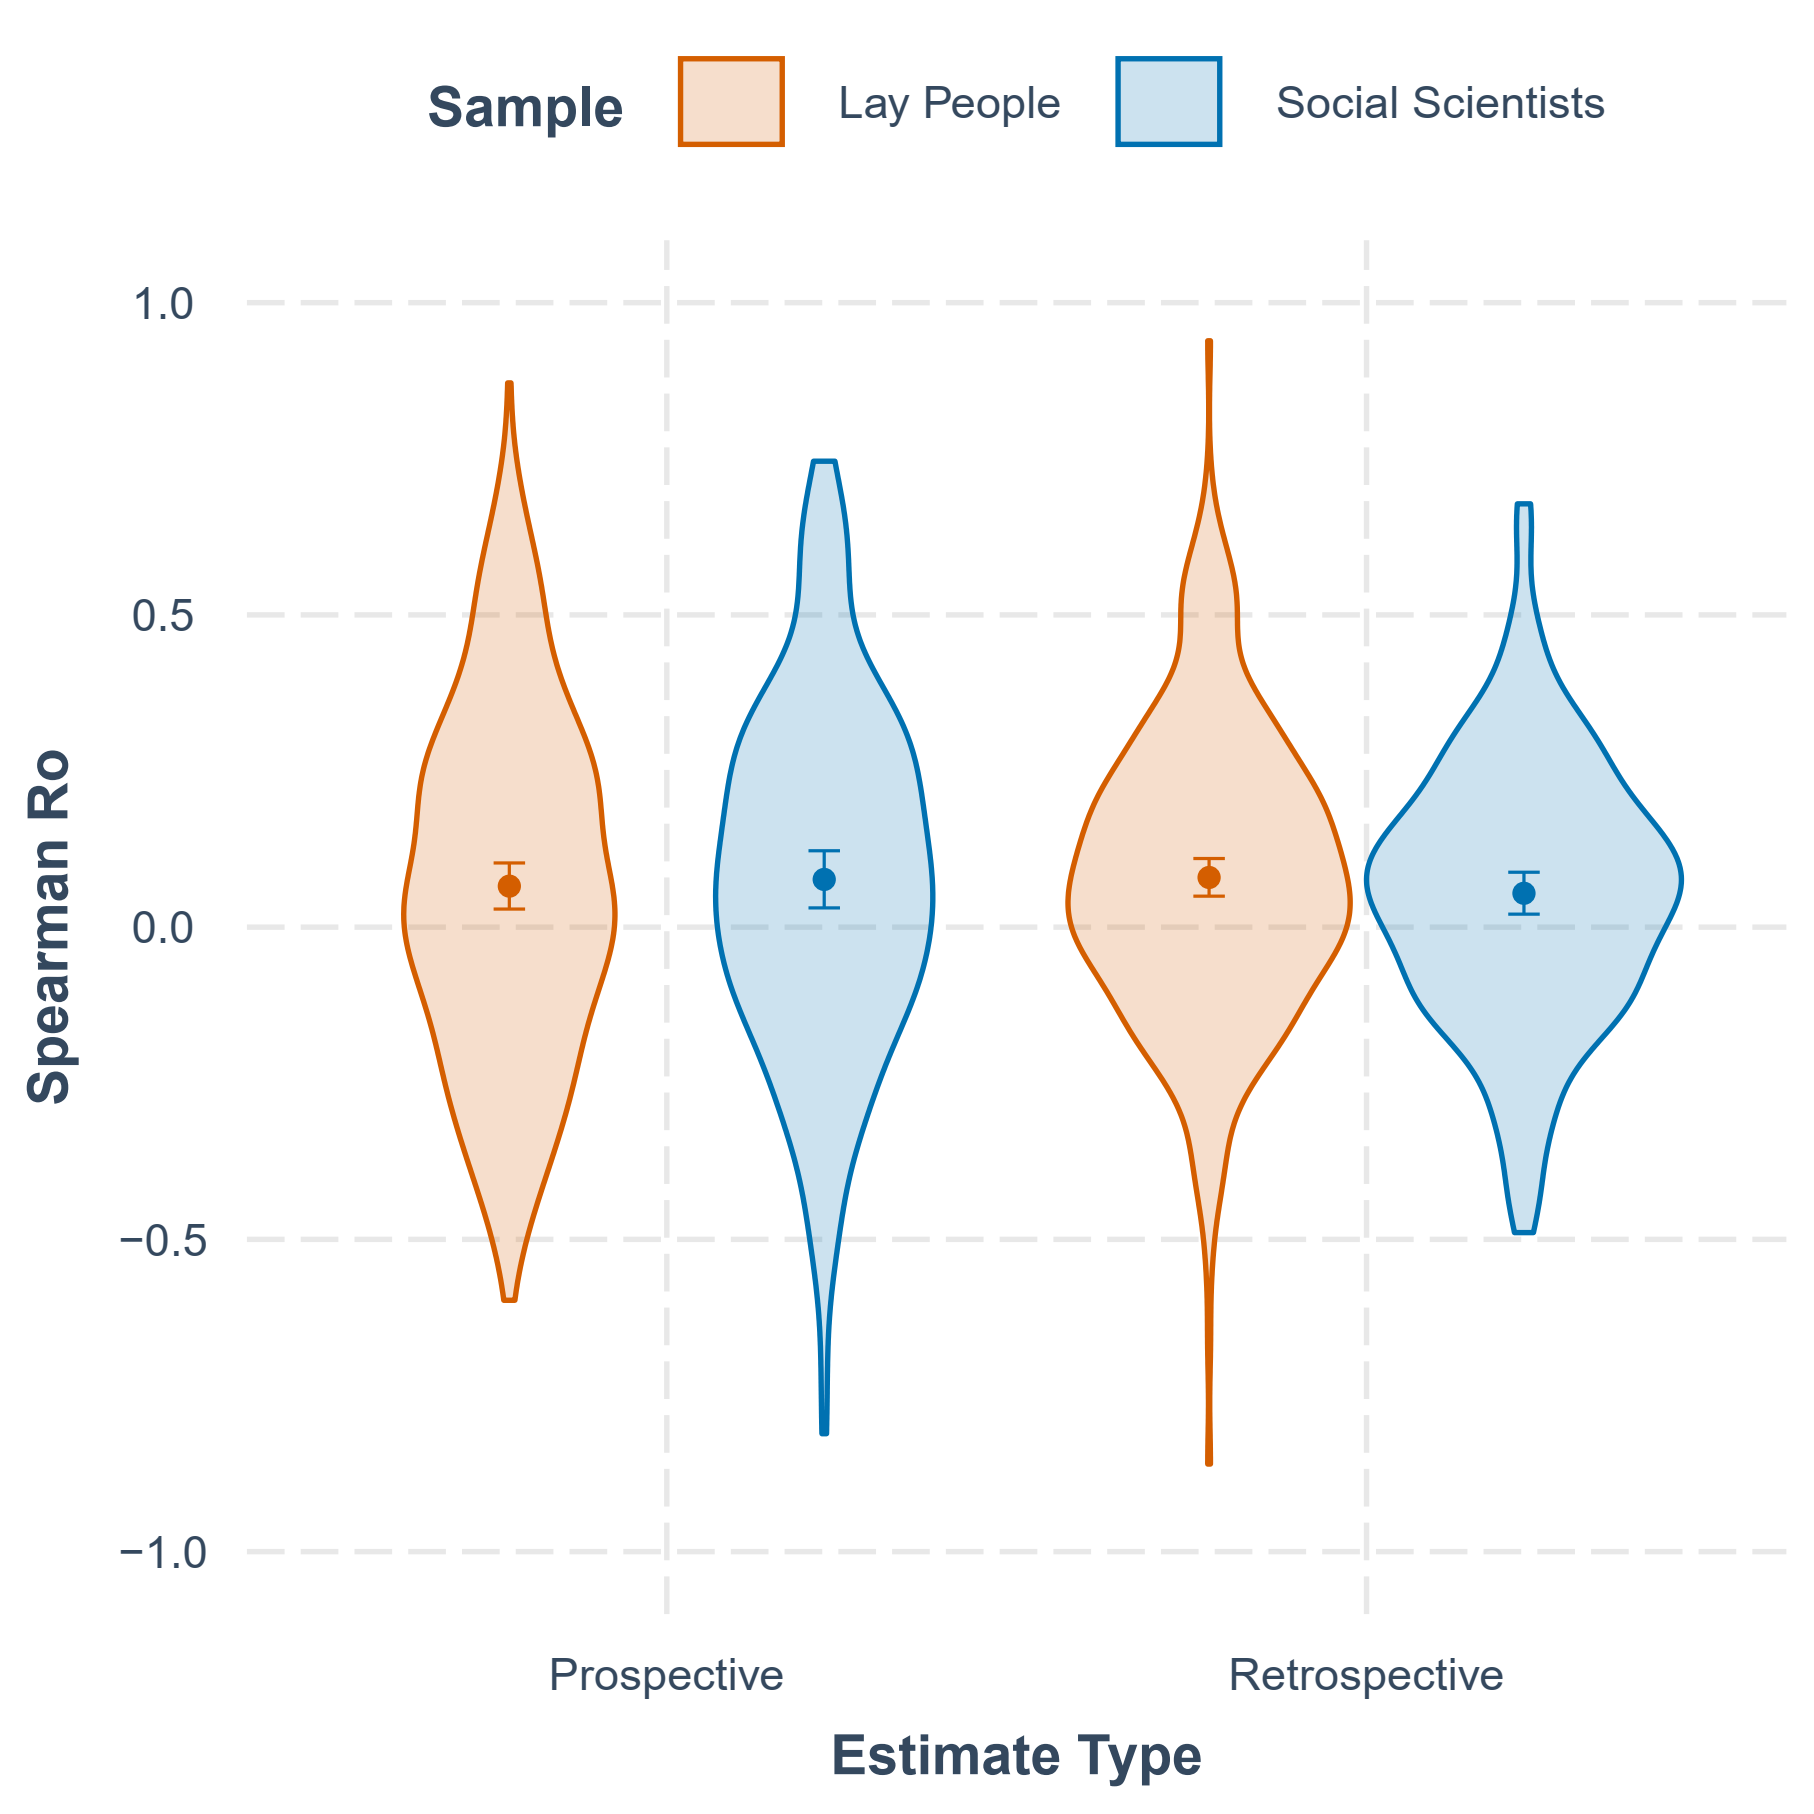 Sample Lay People Social Scientists
1.0
0.5
0.0
−0.5
−1.0
Spearman Ro
Prospective Retrospective
Estimate Type